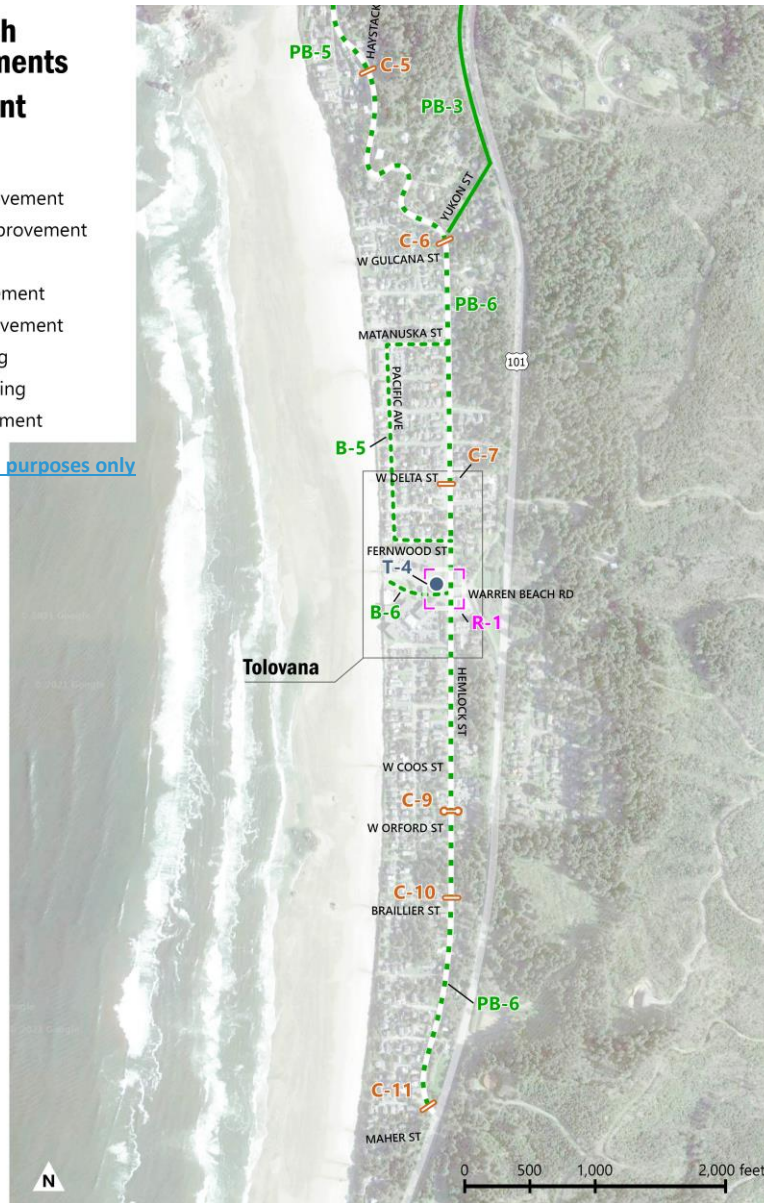 h
ments
nt
vement
provement
ement
ovement
g
ing
ement
purposes only
HAYSTACK
PB-5
C-5
PB-3
YUKON ST
C-6
W GULCANA ST
PB-6
MATANUSKA ST
101
PACIFIC AVE
B-5
C-7
W DELTA ST
FERNWOOD ST
T-4
WARREN BEACH RD
B-6
R-1
Tolovana
HEMLOCK ST
W COOS ST
C-9
W ORFORD ST
C-10
BRAILLIER ST
PB-6
C-11
MAHER ST
N
0 500 1,000 2,000 feet